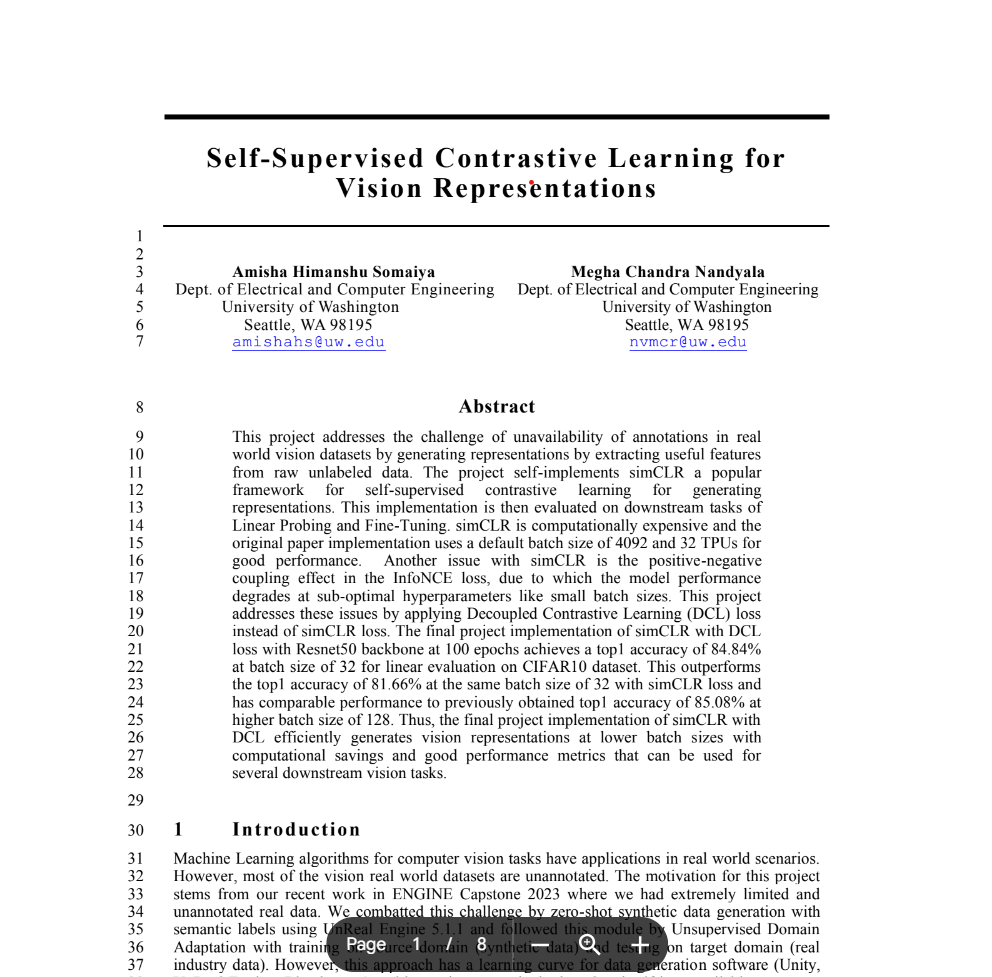 Self-Supervised Contrastive Learning for
Vision Representations
1
2
3 Amisha Himanshu Somaiya Megha Chandra Nandyala
4 Dept. of Electrical and Computer Engineering Dept. of Electrical and Computer Engineering
5 University of Washington University of Washington
6 Seattle, WA 98195 Seattle, WA 98195
7 amishahs@uw.edu nvmcr@uw.edu
8 Abstract
9 This project addresses the challenge of unavailability of annotations in real
10 world vision datasets by generating representations by extracting useful features
11 from raw unlabeled data. The project self-implements simCLR a popular
12 framework for self-supervised contrastive learning for generating
13 representations. This implementation is then evaluated on downstream tasks of
14 Linear Probing and Fine-Tuning. simCLR is computationally expensive and the
15 original paper implementation uses a default batch size of 4092 and 32 TPUs for
16 good performance. Another issue with simCLR is the positive-negative
17 coupling effect in the InfoNCE loss, due to which the model performance
18 degrades at sub-optimal hyperparameters like small batch sizes. This project
19 addresses these issues by applying Decoupled Contrastive Learning (DCL) loss
20 instead of simCLR loss. The final project implementation of simCLR with DCL
21 loss with Resnet50 backbone at 100 epochs achieves a top1 accuracy of 84.84%
22 at batch size of 32 for linear evaluation on CIFAR10 dataset. This outperforms
23 the top1 accuracy of 81.66% at the same batch size of 32 with simCLR loss and
24 has comparable performance to previously obtained top1 accuracy of 85.08% at
25 higher batch size of 128. Thus, the final project implementation of simCLR with
26 DCL efficiently generates vision representations at lower batch sizes with
27 computational savings and good performance metrics that can be used for
28 several downstream vision tasks.
29
30 1 Introduction
31 Machine Learning algorithms for computer vision tasks have applications in real world scenarios.
32 However, most of the vision real world datasets are unannotated. The motivation for this project
33 stems from our recent work in ENGINE Capstone 2023 where we had extremely limited and
34 unannotated real data. We combatted this challenge by zero-shot synthetic data generation with
35 semantic labels using UnReal Engine 5.1.1 and followed this module by Unsupervised Domain
36 Adaptation with training domain (synthetic data) and testing on target domain (real
37 industry data). However, this approach has a learning curve for data generation software (Unity,
Page 1 / 8